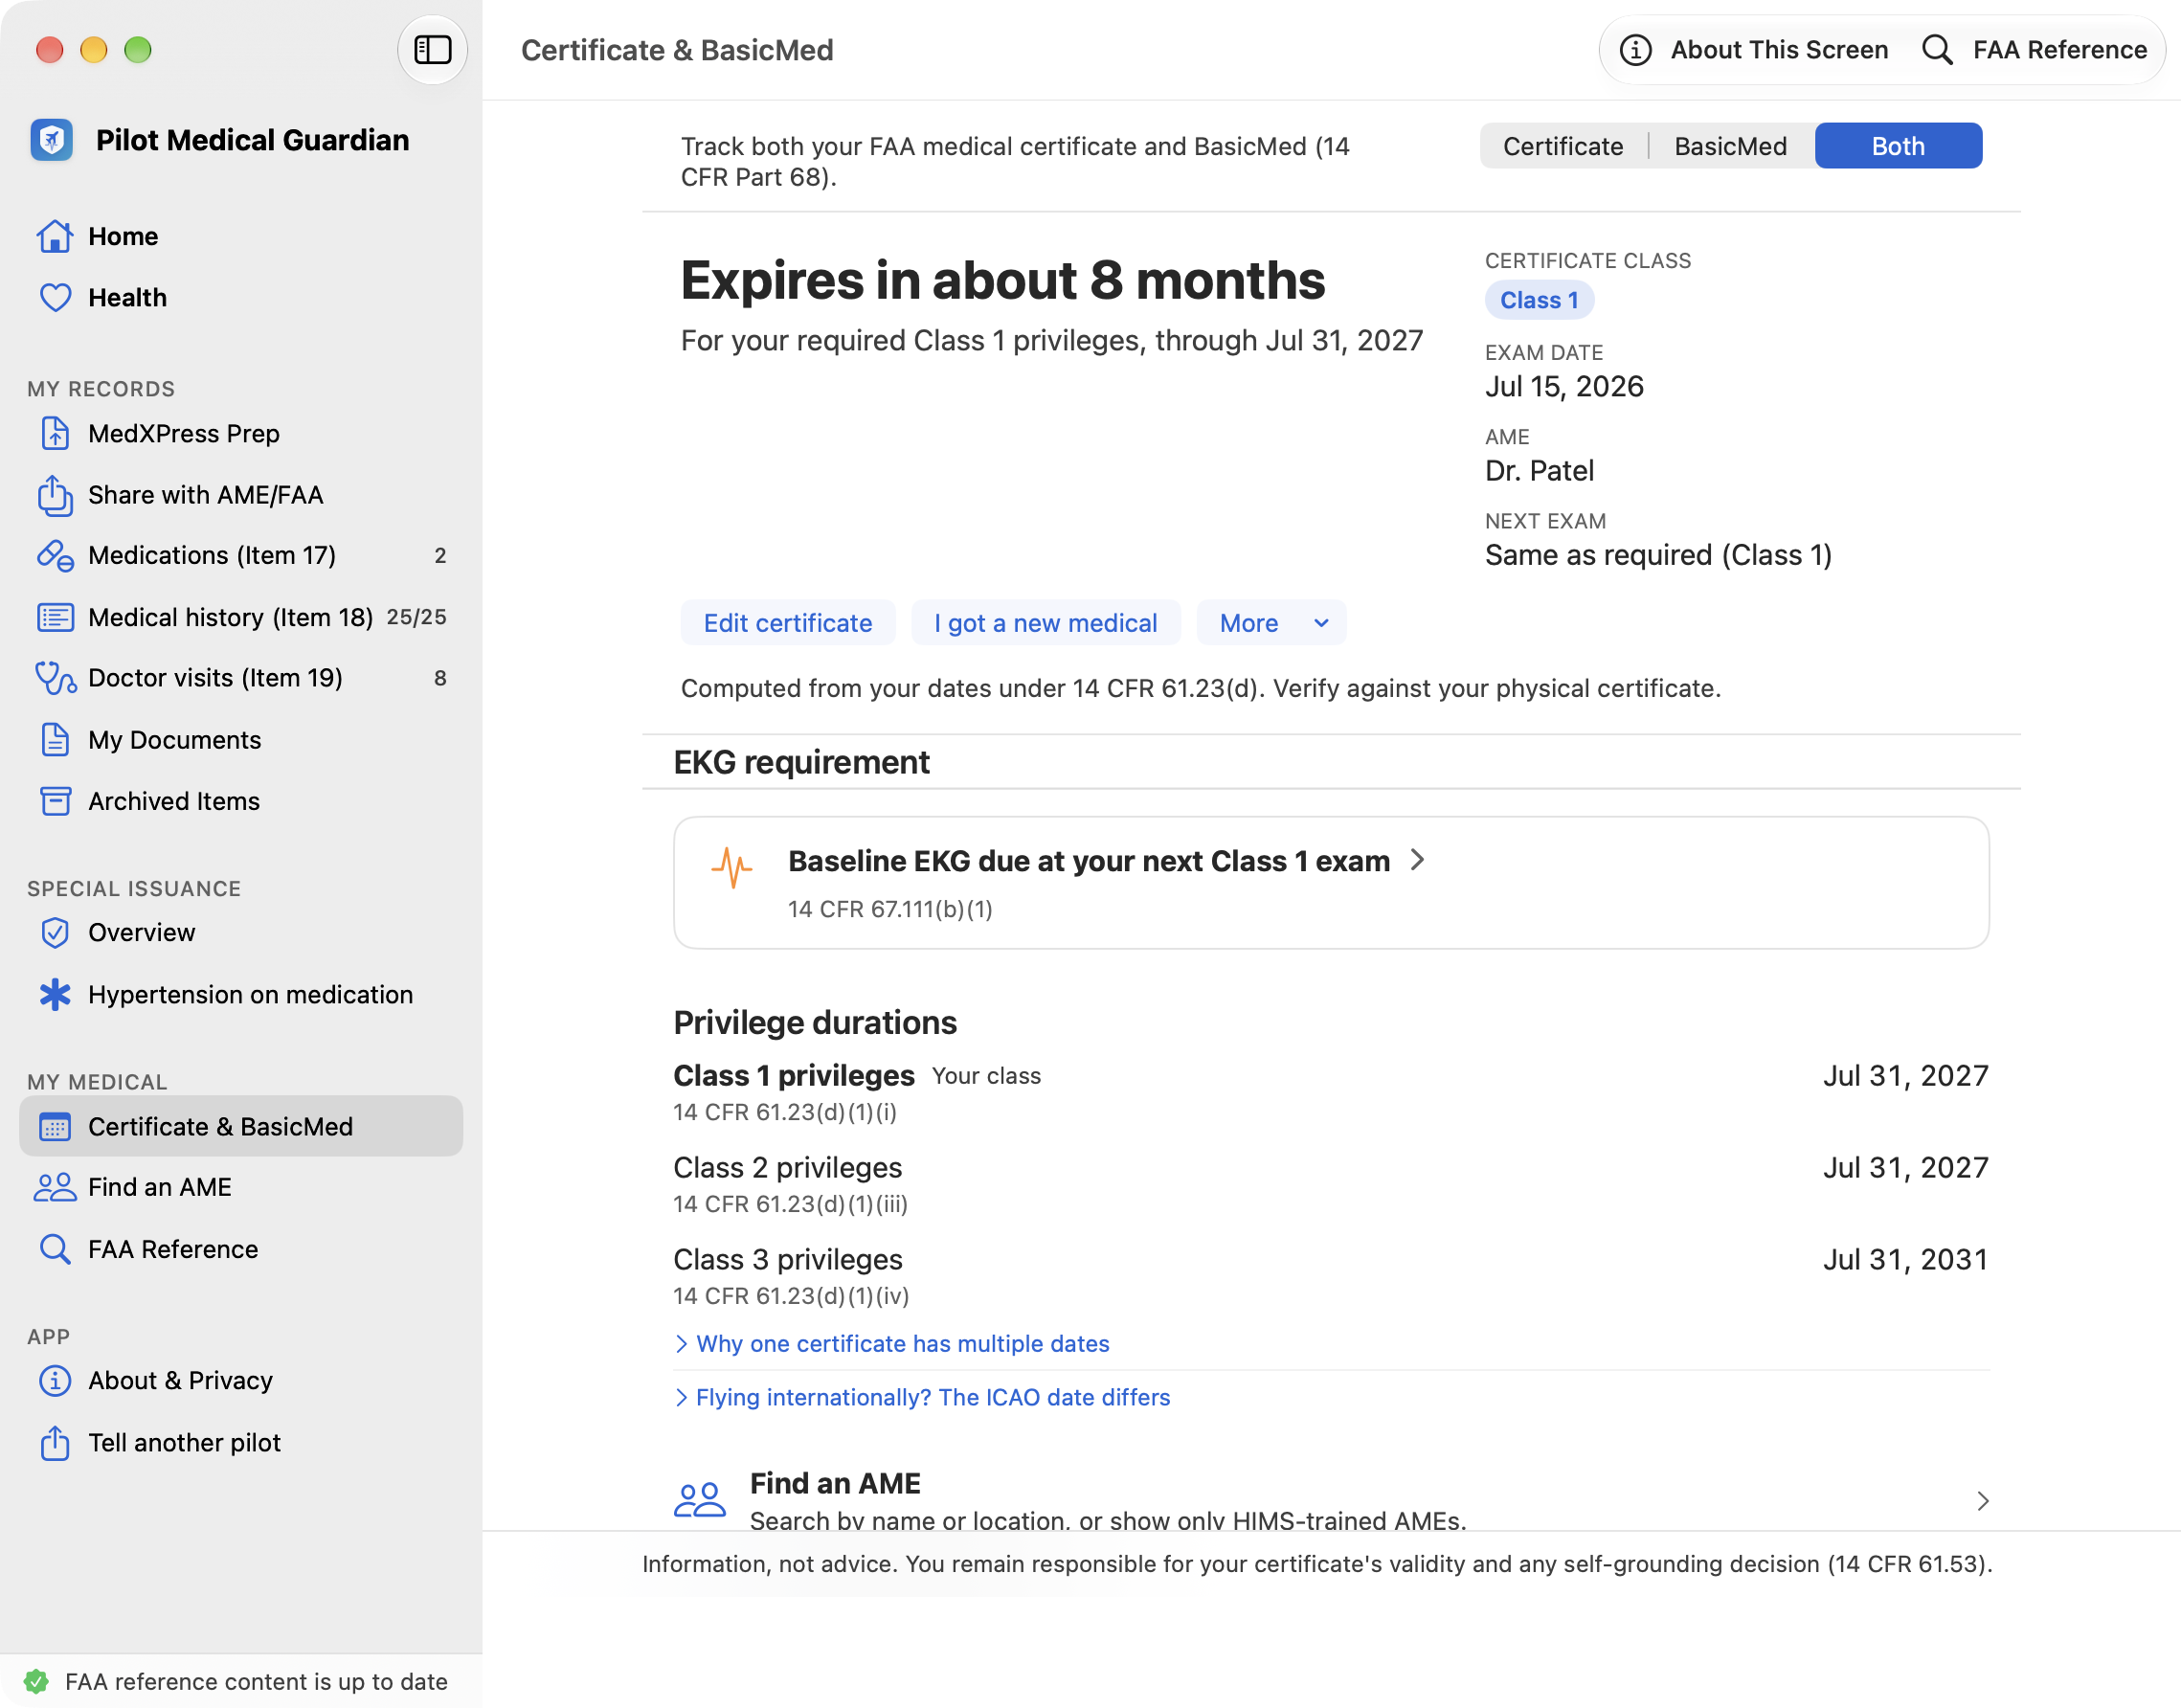 Pilot Medical Guardian
Home
Health
MY RECORDS
MedXPress Prep
Share with AME/FAA
Medications (Item 17) 2
Medical history (Item 18) 25/25
Doctor visits (Item 19) 8
My Documents
Archived Items
SPECIAL ISSUANCE
Overview
Hypertension on medication
MY MEDICAL
Certificate & BasicMed
Find an AME
FAA Reference
APP
About & Privacy
Tell another pilot
FAA reference content is up to date
Certificate & BasicMed
About This Screen FAA Reference
Track both your FAA medical certificate and BasicMed (14
CFR Part 68).
Certificate BasicMed Both
Expires in about 8 months
For your required Class 1 privileges, through Jul 31, 2027
CERTIFICATE CLASS
Class 1
EXAM DATE
Jul 15, 2026
AME
Dr. Patel
NEXT EXAM
Same as required (Class 1)
Edit certificate I got a new medical More
Computed from your dates under 14 CFR 61.23(d). Verify against your physical certificate.
EKG requirement
Baseline EKG due at your next Class 1 exam
14 CFR 67.111(b)(1)
Privilege durations
Class 1 privileges Your class Jul 31, 2027
14 CFR 61.23(d)(1)(i)
Class 2 privileges Jul 31, 2027
14 CFR 61.23(d)(1)(iii)
Class 3 privileges Jul 31, 2031
14 CFR 61.23(d)(1)(iv)
Why one certificate has multiple dates
Flying internationally? The ICAO date differs
Find an AME
Search by name or location, or show only HIMS-trained AMEs.
Information, not advice. You remain responsible for your certificate's validity and any self-grounding decision (14 CFR 61.53).